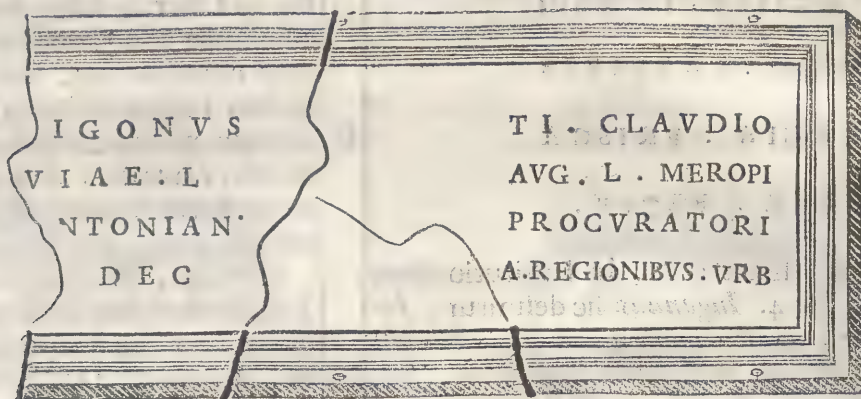 IGONVS
VIAE . L
NTONIAN
DEC
TI . CLAVDIO
AVG . L . MEROPI
PROCVRATORI
A . REGIONIBVS . VRB